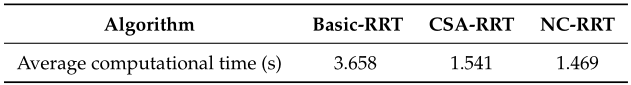 Algorithm Basic-RRT CSA-RRT NC-RRT
Average computational time (s) 3.658 1.541 1.469